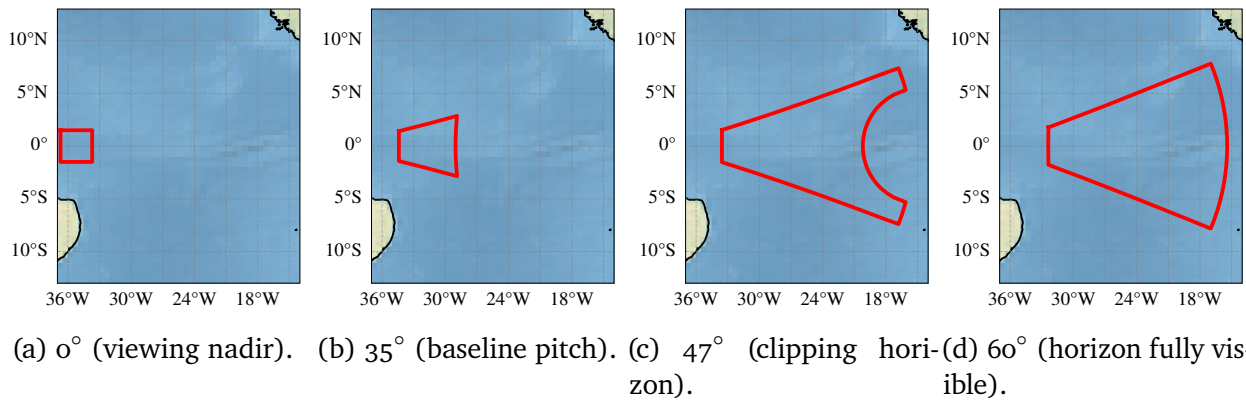 10°N
5°N
0°
5°S
10°S
36°W 30°W 24°W 18°W
10°N
5°N
0°
5°S
10°S
36°W 30°W 24°W 18°W
10°N
5°N
0°
5°S
10°S
36°W 30°W 24°W 18°W
10°N
5°N
0°
5°S
10°S
36°W 30°W 24°W 18°W
(a) 0° (viewing nadir).
(b) 35° (baseline pitch).
(c) 47° (clipping hori-
zon).
(d) 60° (horizon fully vis-
ible).